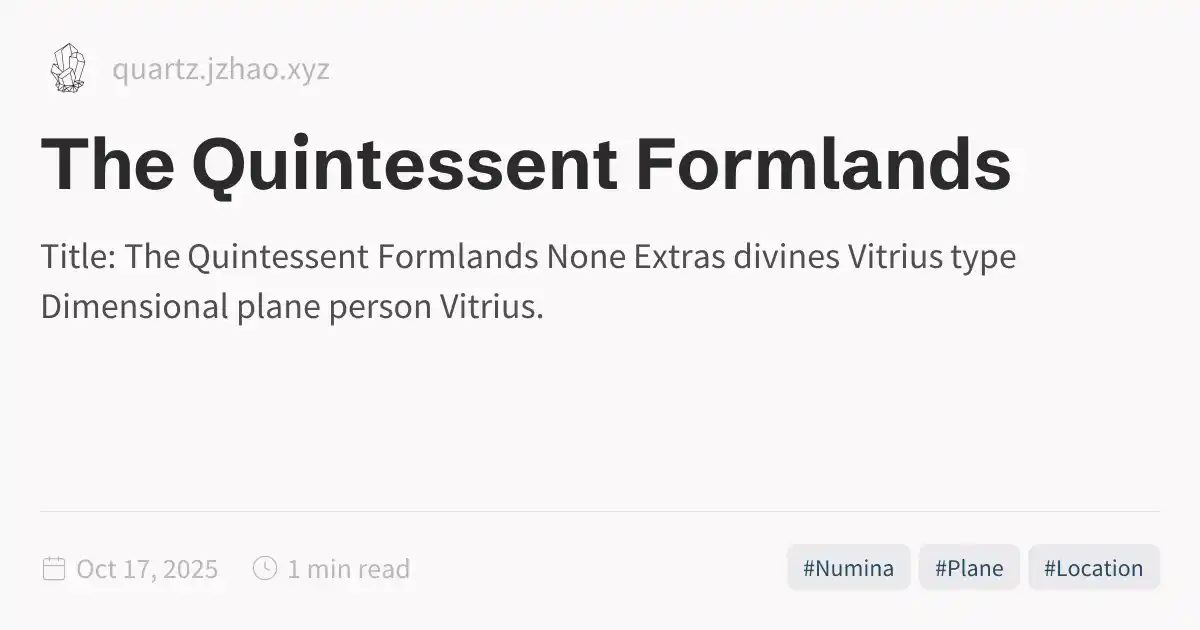 quartz.jzhao.xyz
The Quintessent Formlands
Title: The Quintessent Formlands None Extras divines Vitrius type
Dimensional plane person Vitrius.
Oct 17, 2025 1 min read #Numina #Plane #Location